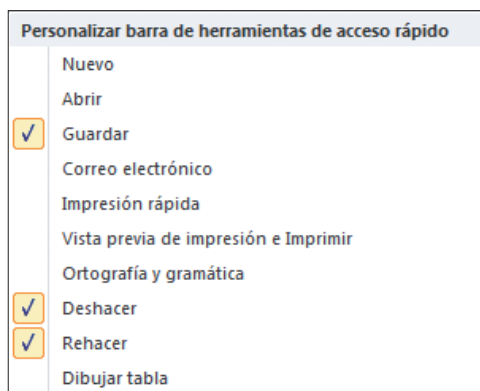 Personalizar barra de herramientas de acceso rápido
Nuevo
Abrir
Guardar
Correo electrónico
Impresión rápida
Vista previa de impresión e Imprimir
Ortografía y gramática
Deshacer
Rehacer
Dibujar tabla